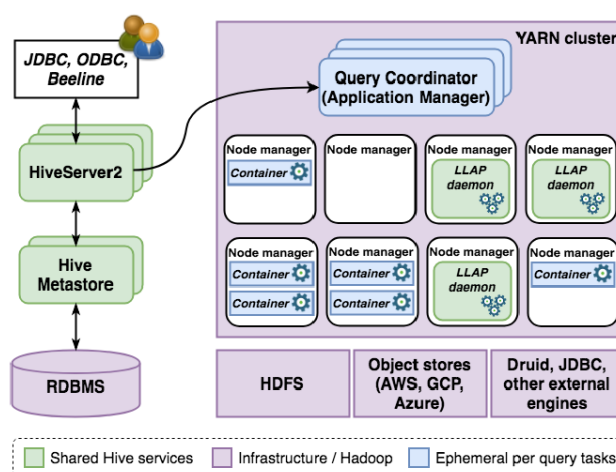 JDBC, ODBC,
Beeline
HiveServer2
Hive
Metastore
RDBMS
YARN cluster
Query Coordinator
(Application Manager)
Node manager
Container
Node manager
Node manager
LLAP
daemon
Node manager
LLAP
daemon
Node manager
Container
Container
Node manager
Container
Container
Node manager
LLAP
daemon
Node manager
Container
HDFS
Object stores
(AWS, GCP,
Azure)
Druid, JDBC,
other external
engines
Shared Hive services
Infrastructure / Hadoop
Ephemeral per query tasks